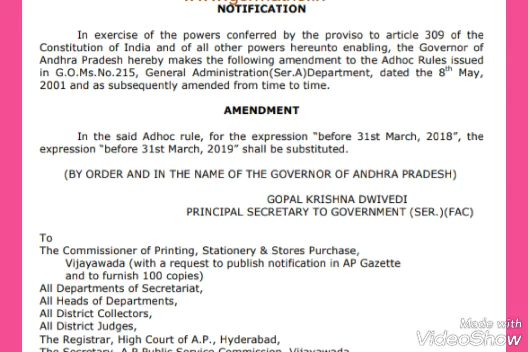 NOTIFICATION
In exercise of the powers conferred by the proviso to article 309 of the
Constitution of India and of all other powers hereunto enabling, the Governor of
Andhra Pradesh hereby makes the following amendment to the Adhoc Rules issued
in G.O.Ms.No.215, General Administration(Ser.A)Department, dated the 8th May,
2001 and as subsequently amended from time to time.
AMENDMENT
In the said Adhoc rule, for the expression “before 31st March, 2018”, the
expression “before 31st March, 2019” shall be substituted.
(BY ORDER AND IN THE NAME OF THE GOVERNOR OF ANDHRA PRADESH)
GOPAL KRISHNA DWIVEDI
PRINCIPAL SECRETARY TO GOVERNMENT (SER.)(FAC)
To
The Commissioner of Printing, Stationery & Stores Purchase,
Vijayawada (with a request to publish notification in AP Gazette
and to furnish 100 copies)
All Departments of Secretariat,
All Heads of Departments,
All District Collectors,
All District Judges,
The Registrar, High Court of A.P., Hyderabad,
The Secretary, A.P. Public Service Commission, Vijayawada
Made with
VideoShow